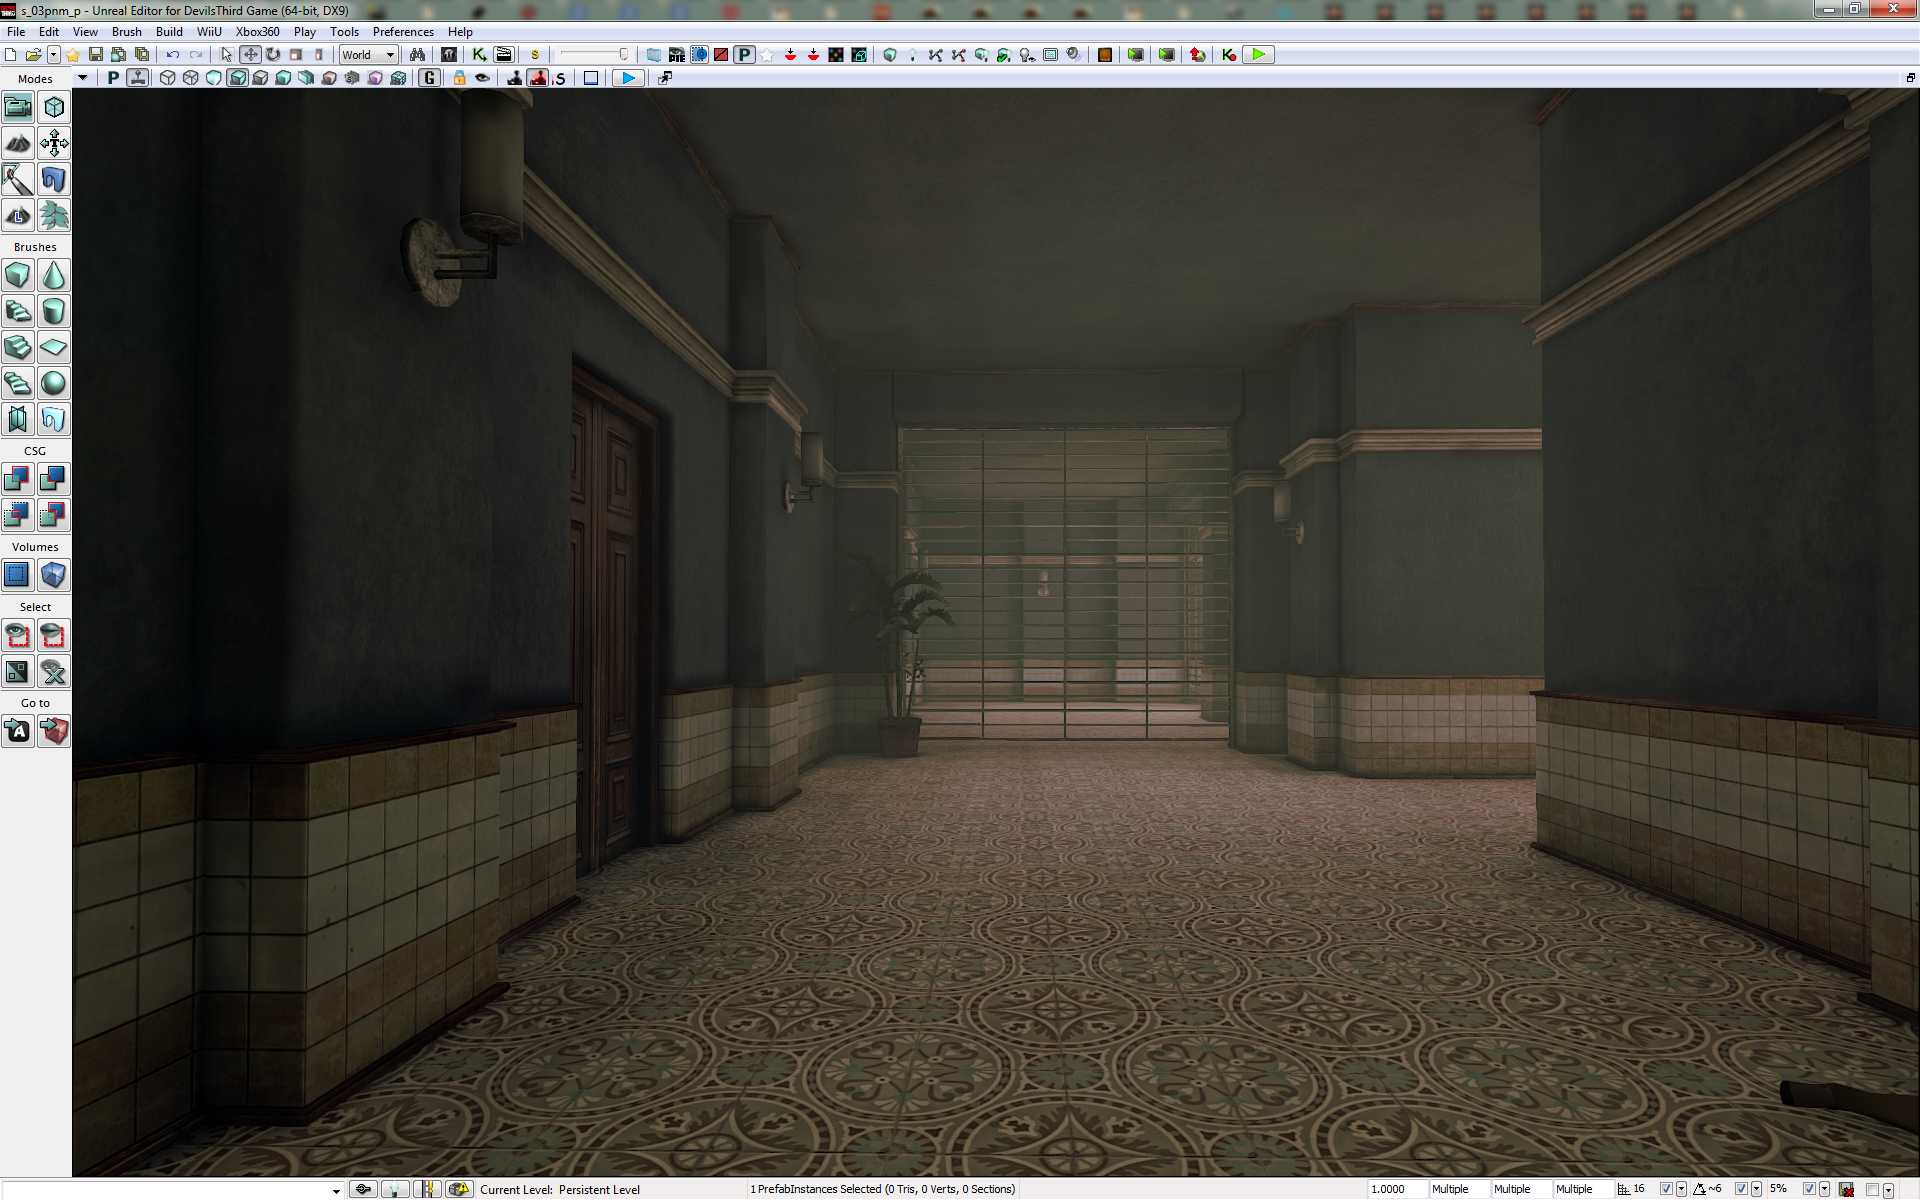 s_03pnm_p - Unreal Editor for DevilsThird Game (64-bit, DX9)
File Edit View Brush Build WiiU Xbox360 Play Tools Preferences Help
World
Modes
Brushes
CSG
Volumes
Select
Go to
Current Level: Persistent Level
1 PrefabInstances Selected (0 Tris, 0 Verts, 0 Sections)
1.0000 Multiple Multiple Multiple 16 ~6 5%